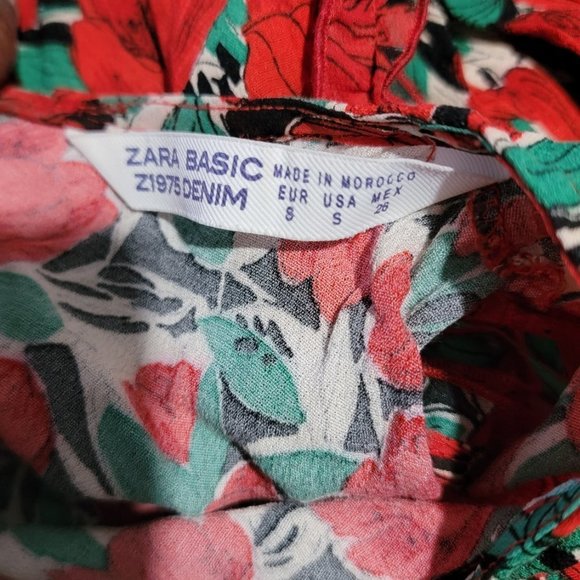 ZARA BASIC
Z1975DENIM
MADE IN MOROCCO
EUR USA MEX
S S 26